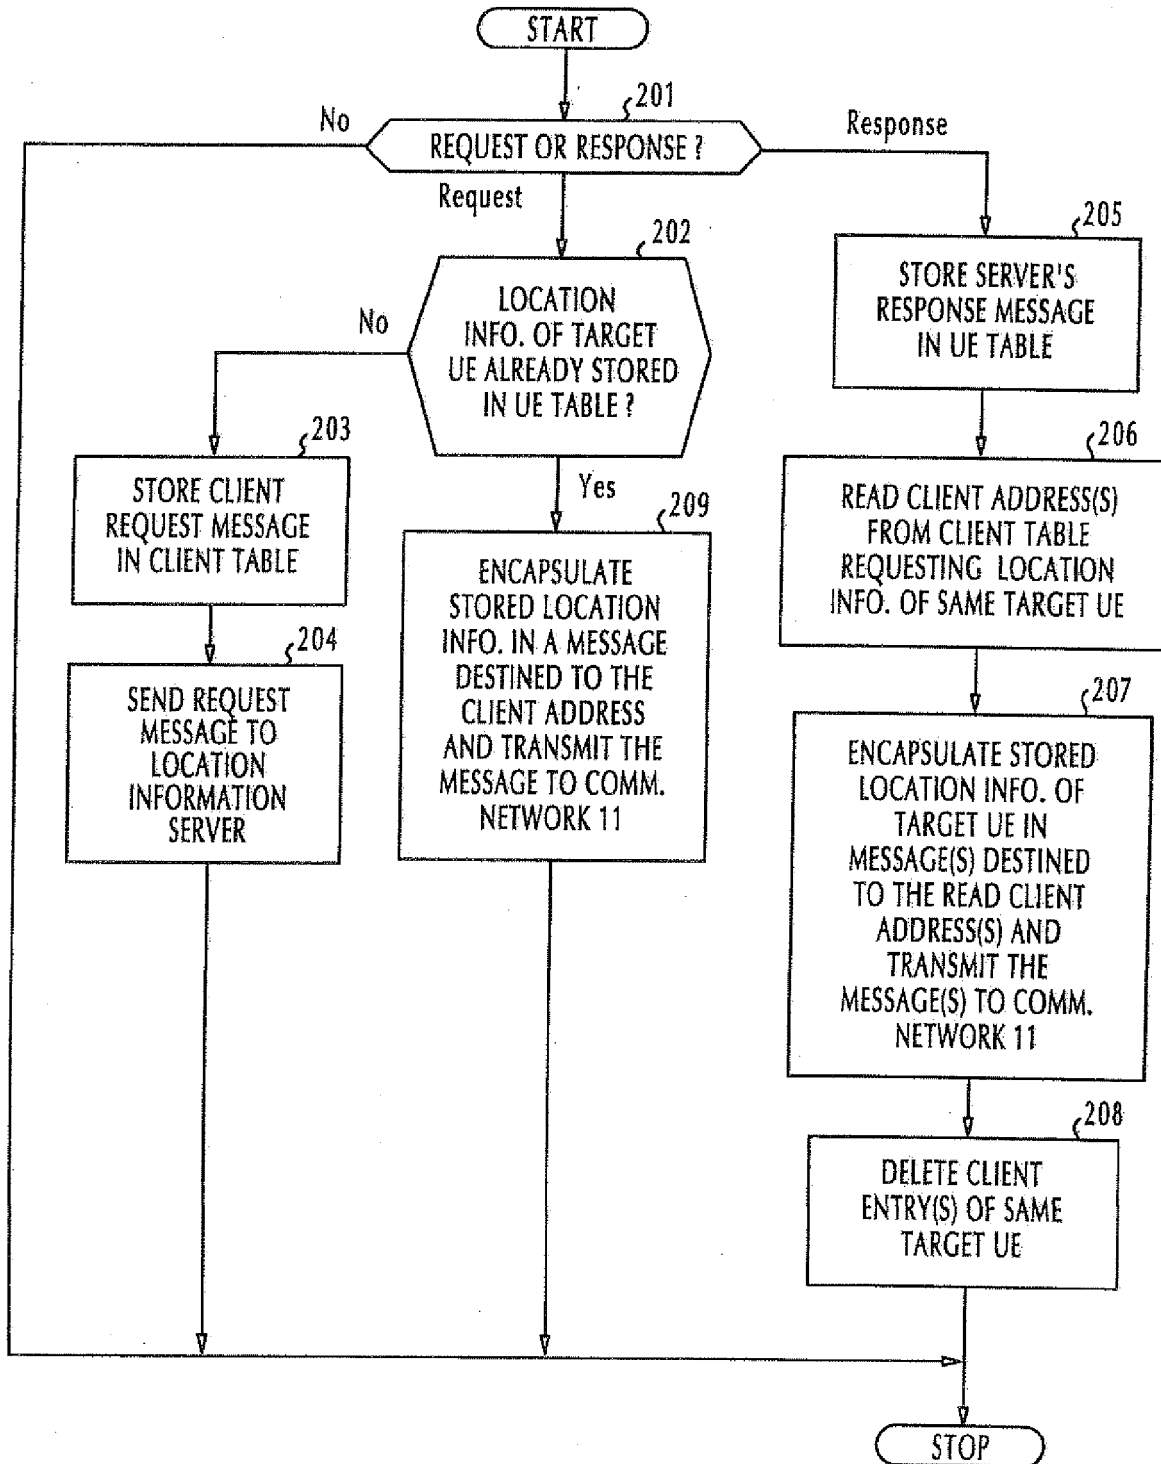 START
201
No
REQUEST OR RESPONSE ?
Response
Request
202
LOCATION
INFO. OF TARGET
UE ALREADY STORED
IN UE TABLE ?
No
Yes
203
STORE CLIENT
REQUEST MESSAGE
IN CLIENT TABLE
204
SEND REQUEST
MESSAGE TO
LOCATION
INFORMATION
SERVER
209
ENCAPSULATE
STORED LOCATION
INFO. IN A MESSAGE
DESTINED TO THE
CLIENT ADDRESS
AND TRANSMIT THE
MESSAGE TO COMM.
NETWORK 11
205
STORE SERVER'S
RESPONSE MESSAGE
IN UE TABLE
206
READ CLIENT ADDRESS(S)
FROM CLIENT TABLE
REQUESTING LOCATION
INFO. OF SAME TARGET UE
207
ENCAPSULATE STORED
LOCATION INFO. OF
TARGET UE IN
MESSAGE(S) DESTINED
TO THE READ CLIENT
ADDRESS(S) AND
TRANSMIT THE
MESSAGE(S) TO COMM.
NETWORK 11
208
DELETE CLIENT
ENTRY(S) OF SAME
TARGET UE
STOP